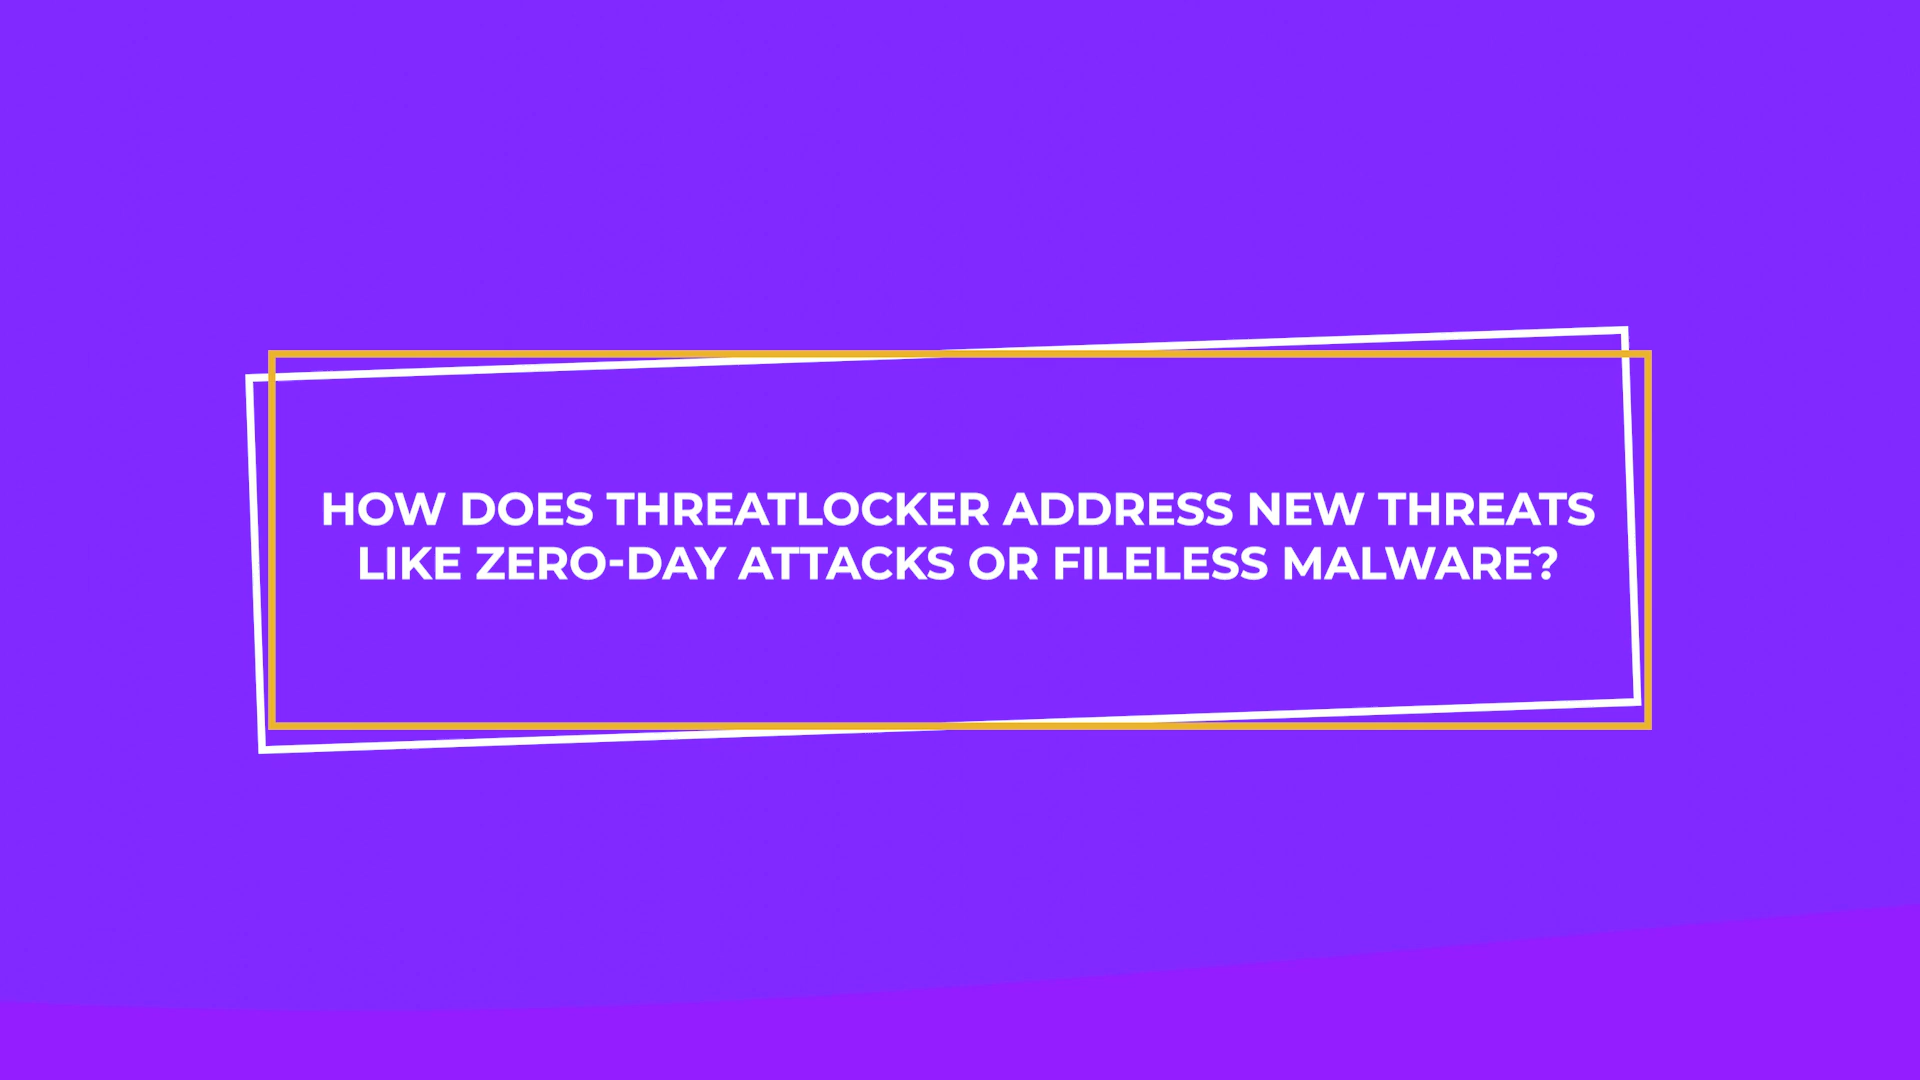 HOW DOES THREATLOCKER ADDRESS NEW THREATS
LIKE ZERO-DAY ATTACKS OR FILELESS MALWARE?